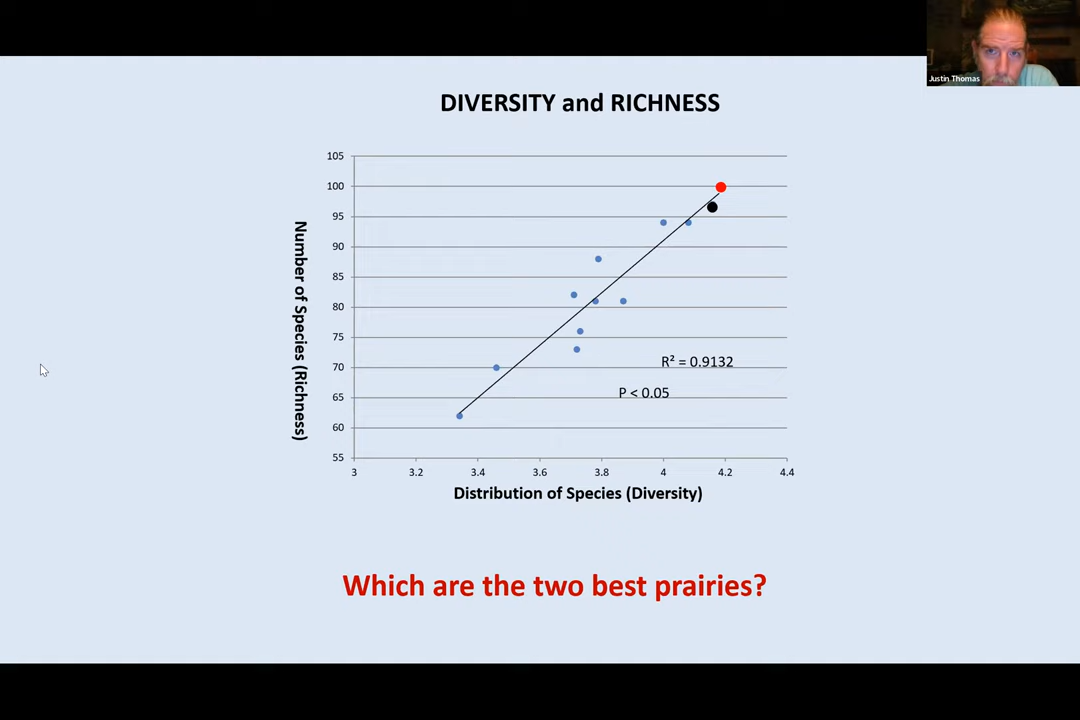 Justin Thomas
DIVERSITY and RICHNESS
105
100
95
90
85
80
75
70
65
60
55
Number of Species (Richness)
R² = 0.9132
P < 0.05
3
3.2
3.4
3.6
3.8
4
4.2
4.4
Distribution of Species (Diversity)
Which are the two best prairies?